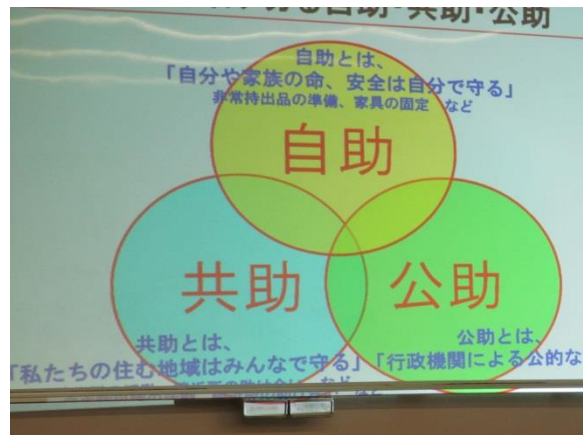 自助・共助・公助
自助とは、
「自分や家族の命、安全は自分で守る」
非常持出品の準備、家具の固定 など
自助
共助
公助
共助とは、
「私たちの住む地域はみんなで守る」
公助とは、
「行政機関による公的な